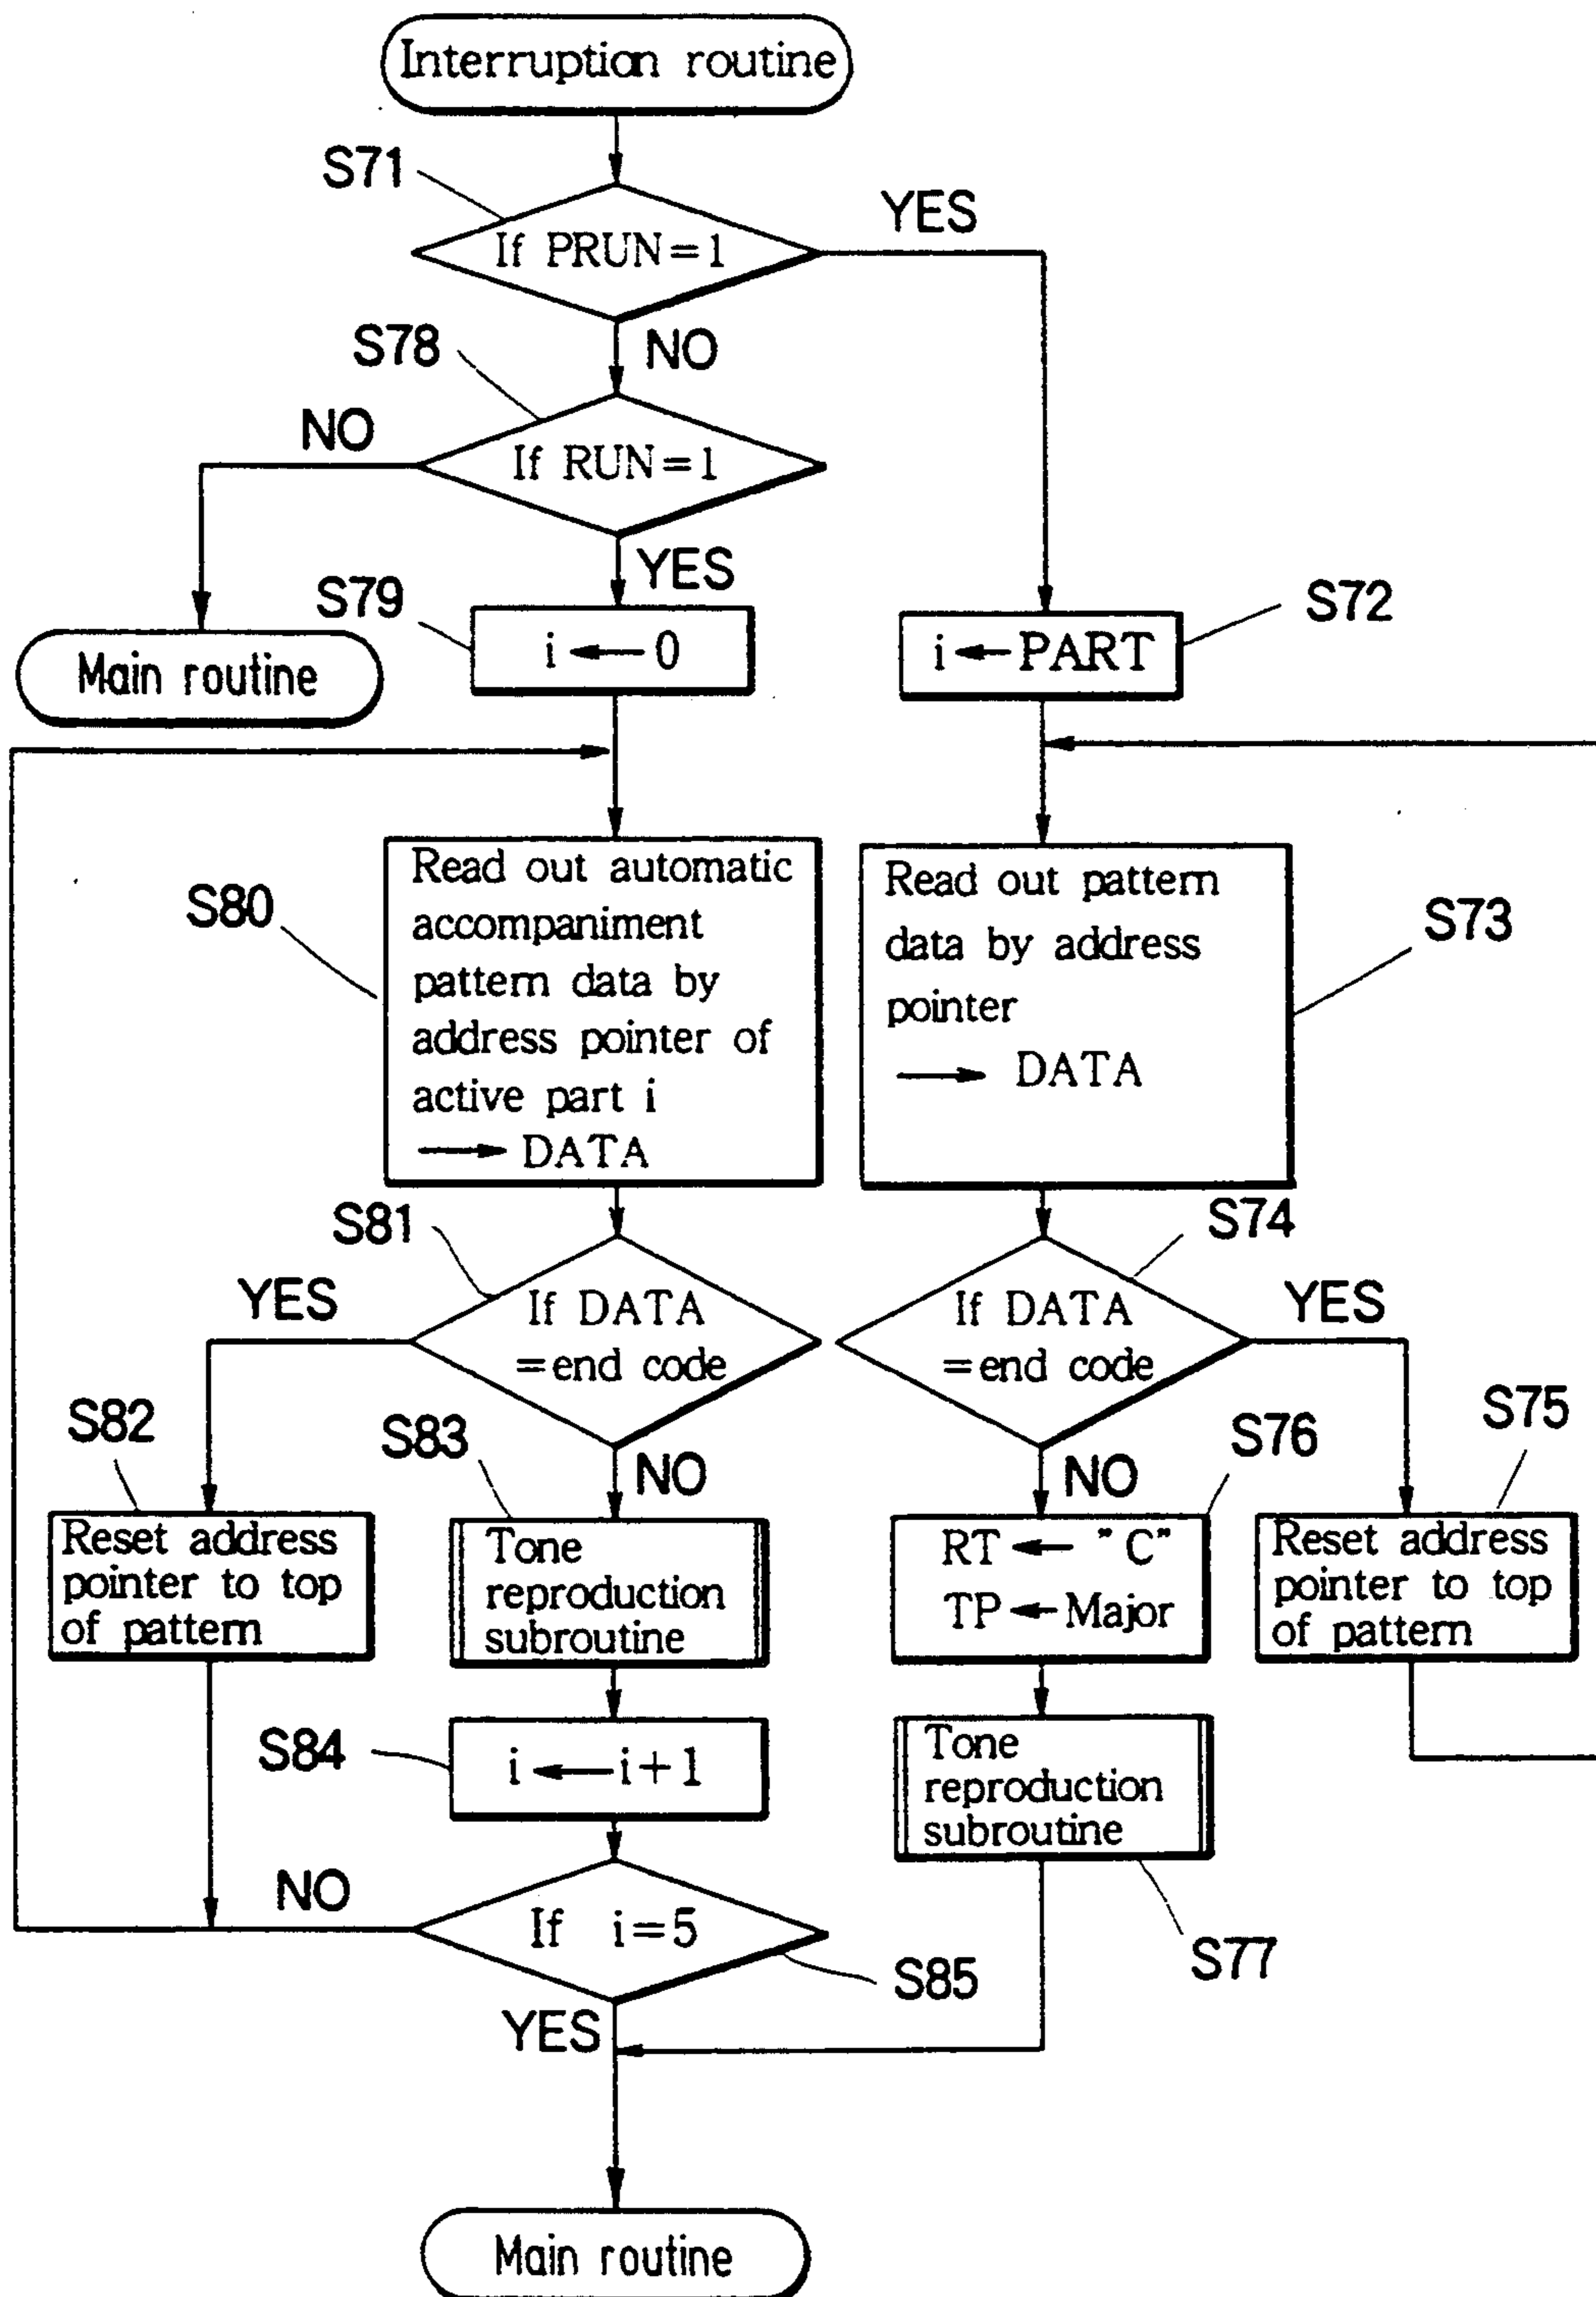 Interruption routine
S71
If PRUN=1
YES
NO
S78
If RUN=1
NO
YES
Main routine
S79
i ← 0
S72
i ← PART
S80
Read out automatic
accompaniment
pattern data by
address pointer of
active part i
→ DATA
S73
Read out pattern
data by address
pointer
→ DATA
S81
If DATA
=end code
YES
NO
S74
If DATA
=end code
YES
NO
S82
Reset address
pointer to top
of pattern
S83
Tone
reproduction
subroutine
S76
RT ← "C"
TP ← Major
S75
Reset address
pointer to top
of pattern
S84
i ← i+1
Tone
reproduction
subroutine
S77
NO
If i=5
S85
YES
Main routine